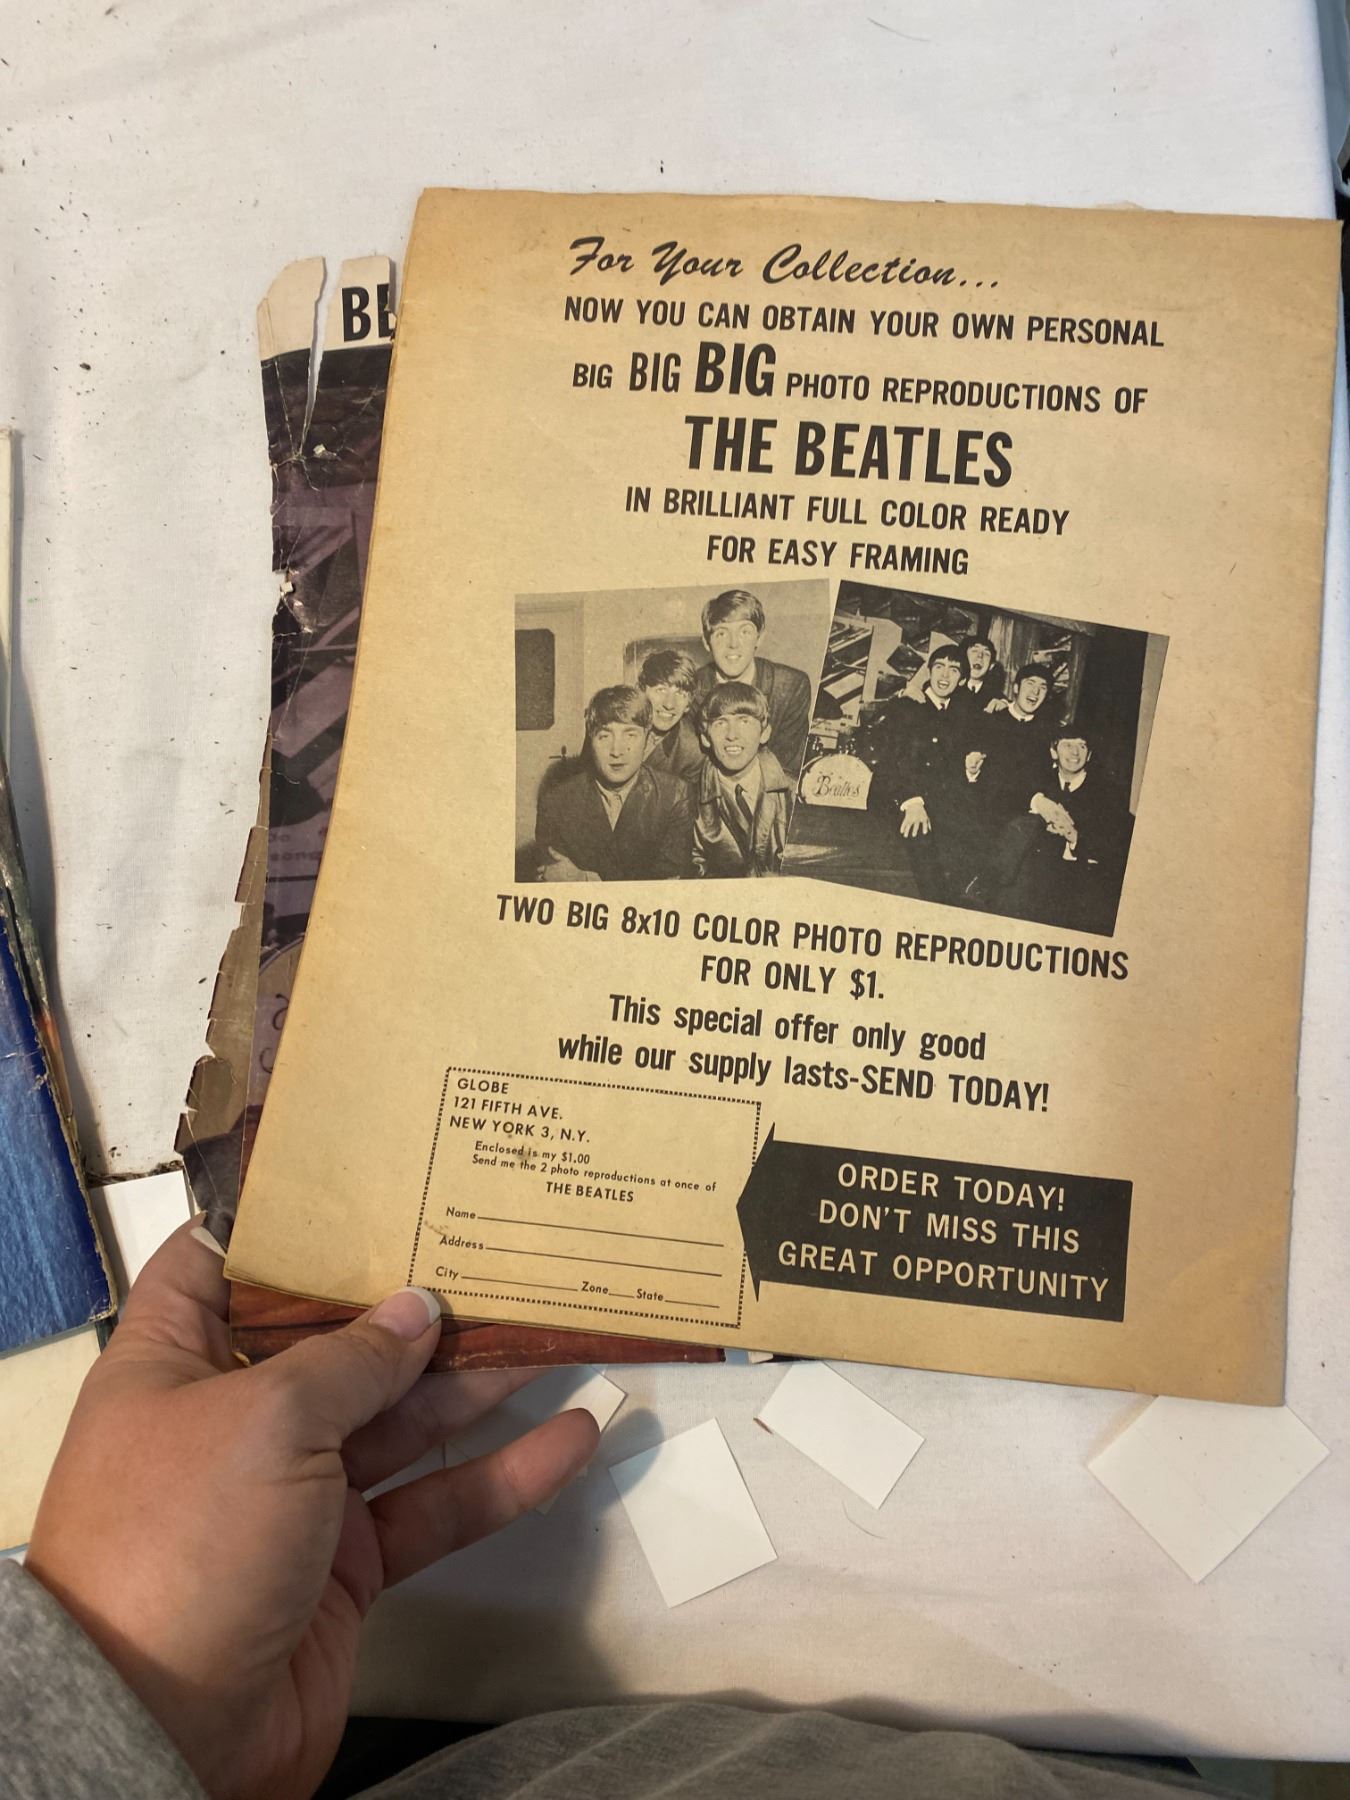 BE
For Your Collection...
NOW YOU CAN OBTAIN YOUR OWN PERSONAL
BIG BIG BIG PHOTO REPRODUCTIONS OF
THE BEATLES
IN BRILLIANT FULL COLOR READY
FOR EASY FRAMING
Beatles
TWO BIG 8x10 COLOR PHOTO REPRODUCTIONS
FOR ONLY $1.
This special offer only good
while our supply lasts-SEND TODAY!
GLOBE
121 FIFTH AVE.
NEW YORK 3, N.Y.
Enclosed is my $1.00
Send me the 2 photo reproductions at once of
THE BEATLES
Name
Address
City Zone State
ORDER TODAY!
DON'T MISS THIS
GREAT OPPORTUNITY